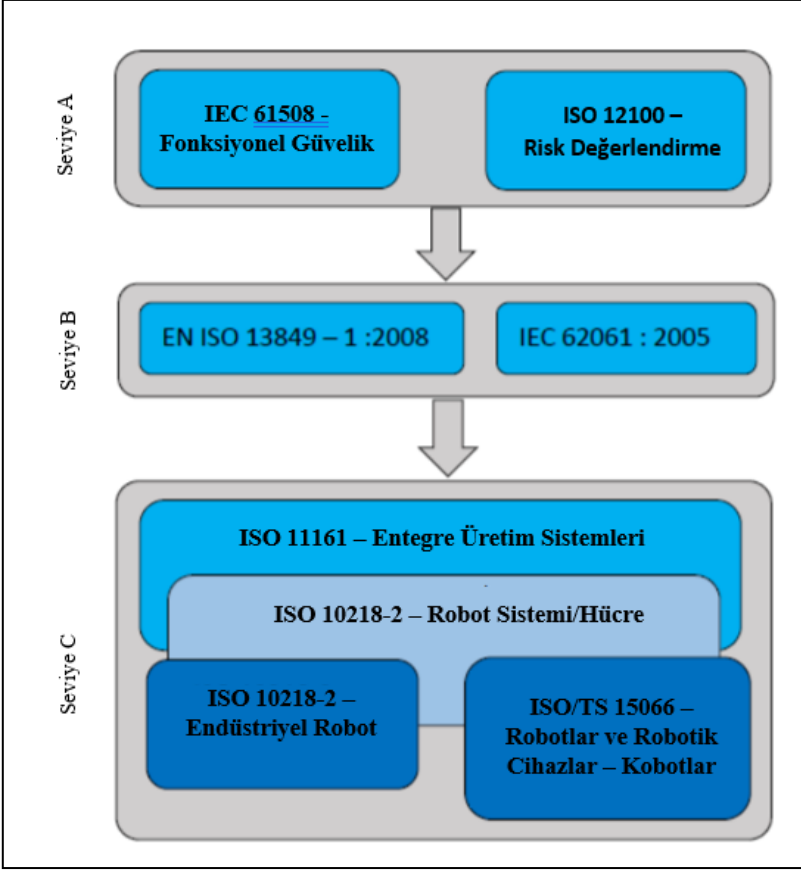 Seviye A
IEC 61508 -
Fonksiyonel Güvelik
ISO 12100 –
Risk Değerlendirme
Seviye B
EN ISO 13849 – 1 :2008
IEC 62061 : 2005
Seviye C
ISO 11161 – Entegre Üretim Sistemleri
ISO 10218-2 – Robot Sistemi/Hücre
ISO 10218-2 –
Endüstriyel Robot
ISO/TS 15066 –
Robotlar ve Robotik
Cihazlar – Kobotlar